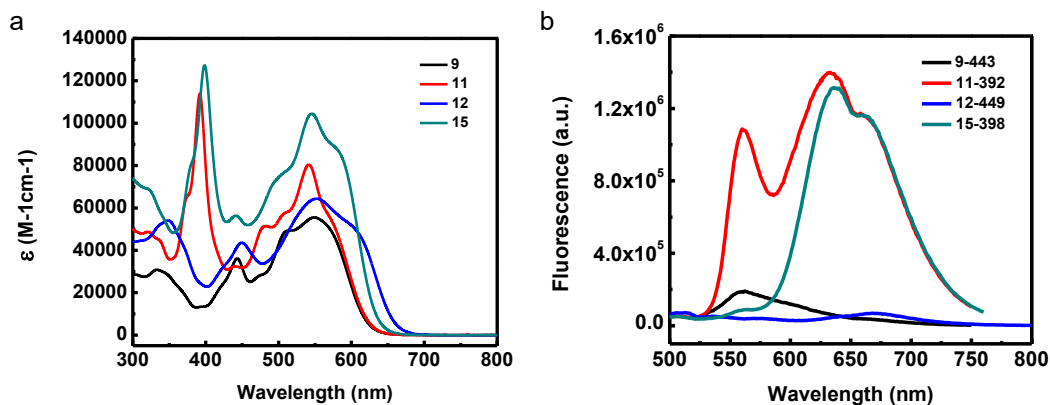 a
140000
120000
100000
80000
60000
40000
20000
0
300 400 500 600 700 800
ε (M-1cm-1)
Wavelength (nm)
9
11
12
15
b
1.6x10⁶
1.2x10⁶
8.0x10⁵
4.0x10⁵
0.0
500 550 600 650 700 750 800
Fluorescence (a.u.)
Wavelength (nm)
9-443
11-392
12-449
15-398